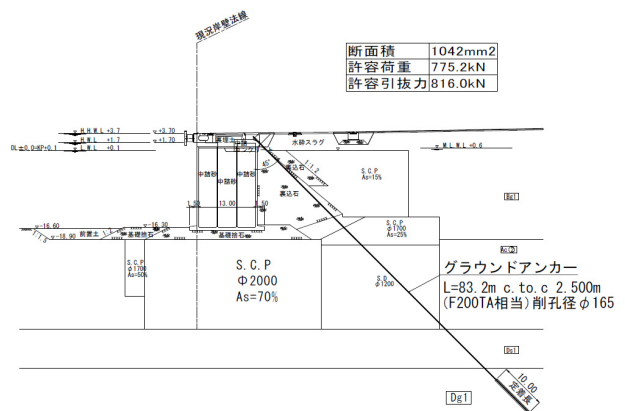 現況岸壁法線
断面積 1042mm2
許容荷重 775.2kN
許容引抜力 816.0kN
H.H.W.L +3.7
+3.70
H.W.L +1.7
+1.70
DL±0.0=KP+0.1
L.W.L +0.1
水砕スラグ
M.L.W.L +0.6
45°
1:1.2
S.C.P
As=15%
中詰砂
中詰砂
中詰砂
裏込石
裏込石
Bg1
1.50
13.00
1.50
-16.60
-16.30
-18.90
前置土
基礎捨石
基礎捨石
S.C.P
φ1700
As=25%
S.C.P
φ1700
As=50%
S.C.P
Φ2000
As=70%
S.D
φ1200
グラウンドアンカー
L=83.2m c.to.c 2.500m
(F200TA相当)削孔径φ165
Ds1
10.00
定着長
Dg1